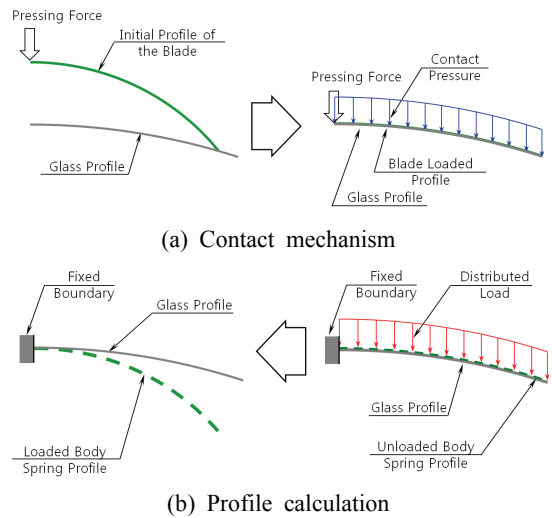 Pressing Force
Initial Profile of
the Blade
Glass Profile
Pressing Force
Contact
Pressure
Blade Loaded
Profile
Glass Profile
(a) Contact mechanism
Fixed
Boundary
Glass Profile
Loaded Body
Spring Profile
Fixed
Boundary
Distributed
Load
Glass Profile
Unloaded Body
Spring Profile
(b) Profile calculation